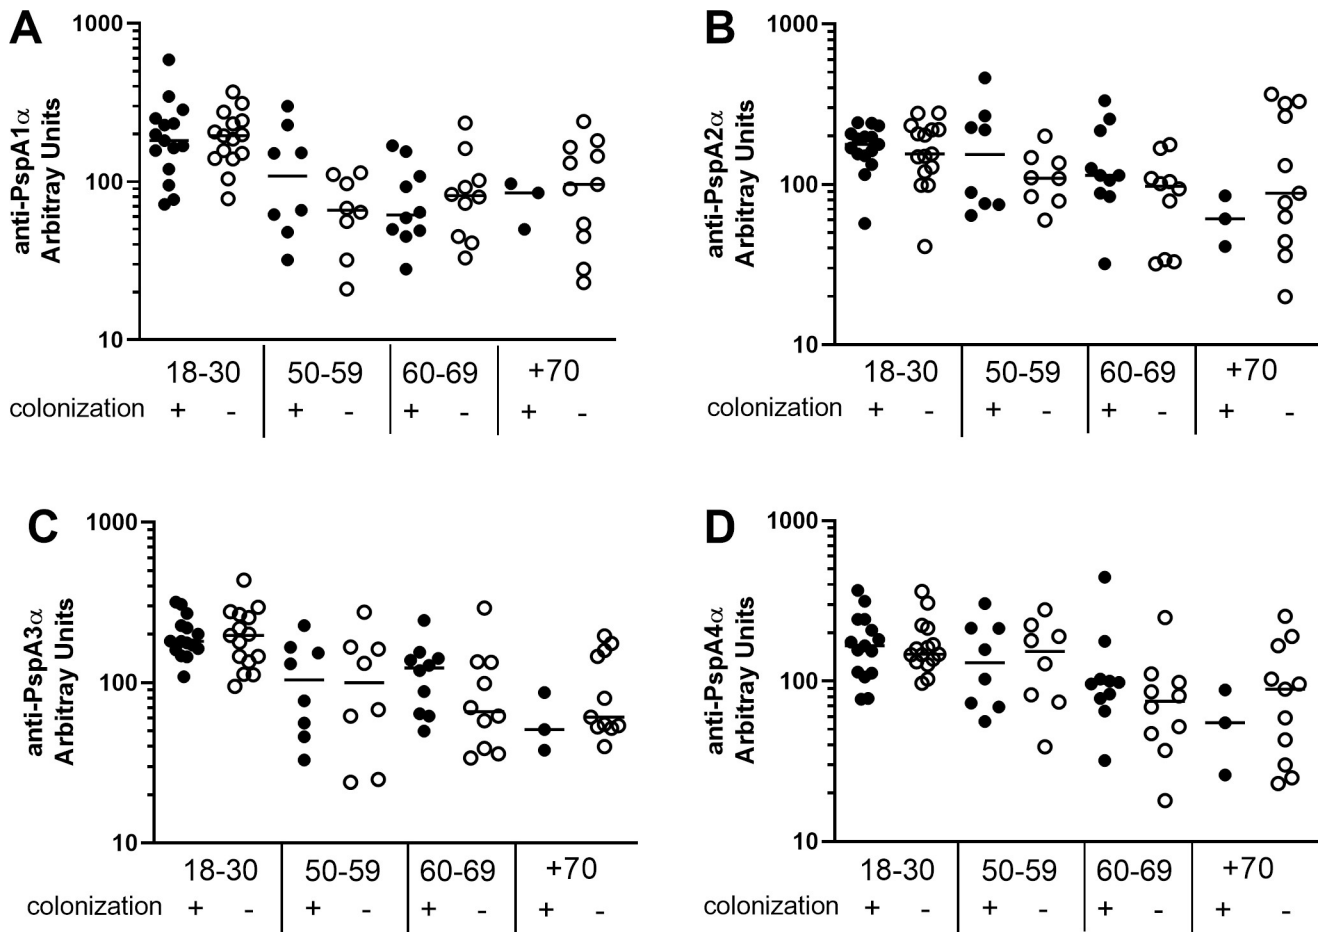 A
1000
100
10
anti-PspA1α
Arbitray Units
18-30 50-59 60-69 +70
colonization + - + - + - + -
B
1000
100
10
anti-PspA2α
Arbitray Units
18-30 50-59 60-69 +70
colonization + - + - + - + -
C
1000
100
10
anti-PspA3α
Arbitray Units
18-30 50-59 60-69 +70
colonization + - + - + - + -
D
1000
100
10
anti-PspA4α
Arbitray Units
18-30 50-59 60-69 +70
colonization + - + - + - + -